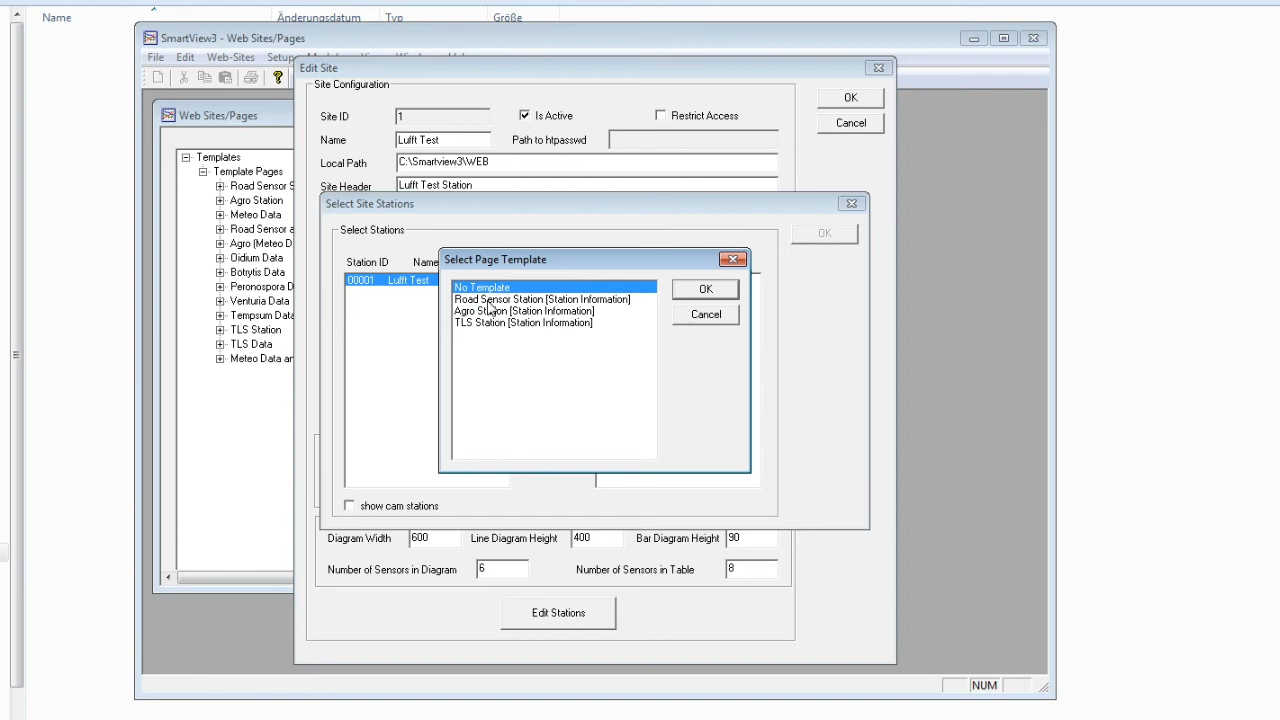 Name Änderungsdatum Typ Größe
SmartView3 - Web Sites/Pages
File Edit Web-Sites Setup
Edit Site
Site Configuration
OK
Cancel
Site ID 1 Is Active Restrict Access
Name Lufft Test Path to htpasswd
Local Path C:\Smartview3\WEB
Site Header Lufft Test Station
Web Sites/Pages
Templates
Template Pages
Road Sensor S
Agro Station
Meteo Data
Road Sensor a
Agro (Meteo D
Oidium Data
Botrytis Data
Peronospora D
Venturia Data
Tempsum Data
TLS Station
TLS Data
Meteo Data an
Select Site Stations
Select Stations
OK
Station ID Name
00001 Lufft Test
Select Page Template
No Template
Road Sensor Station [Station Information]
Agro Station [Station Information]
TLS Station [Station Information]
OK
Cancel
show cam stations
Diagram Width 600 Line Diagram Height 400 Bar Diagram Height 90
Number of Sensors in Diagram 6 Number of Sensors in Table 8
Edit Stations
NUM